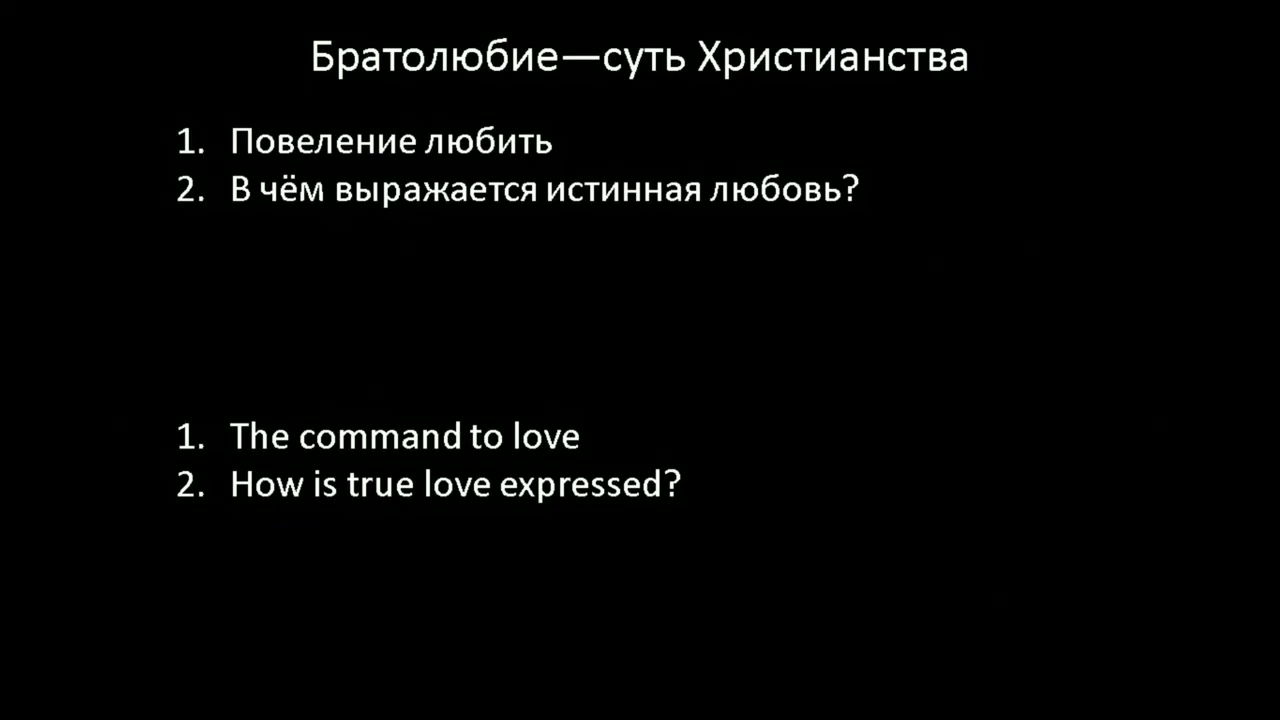 Братолюбие—суть Христианства
1. Повеление любить
2. В чём выражается истинная любовь?
1. The command to love
2. How is true love expressed?